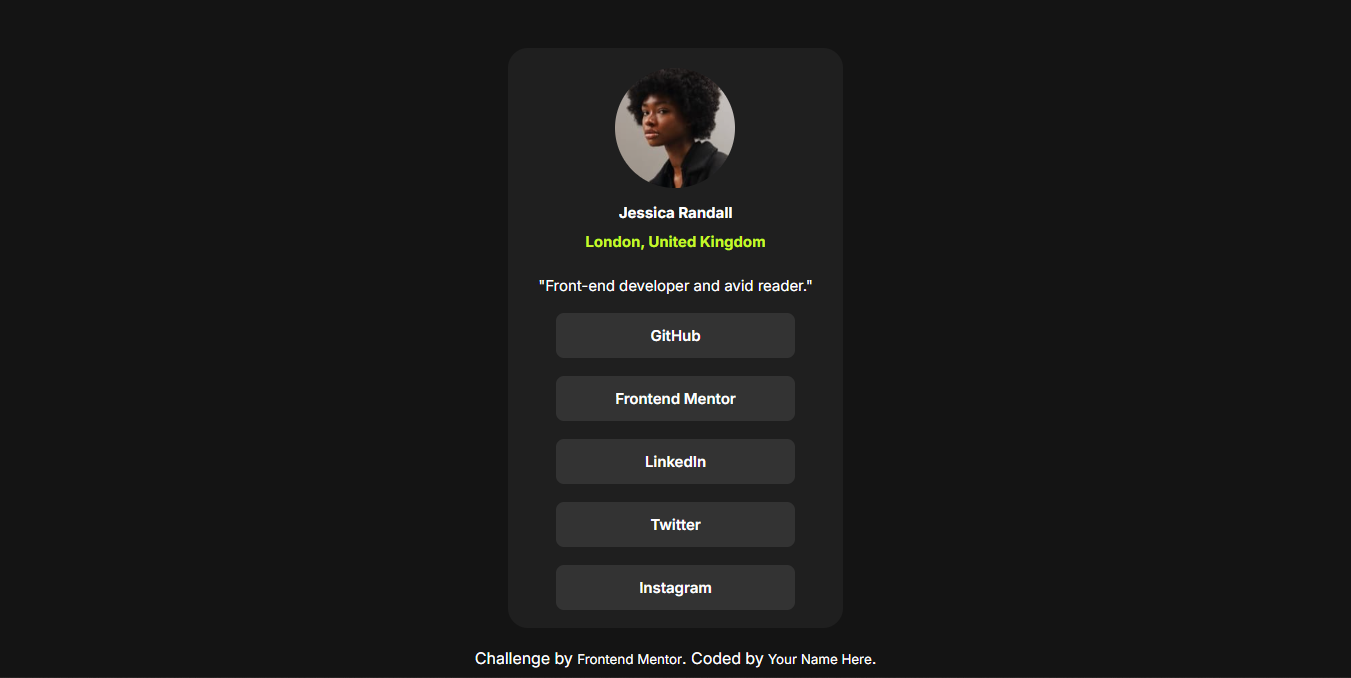 Jessica Randall
London, United Kingdom
"Front-end developer and avid reader."
GitHub
Frontend Mentor
LinkedIn
Twitter
Instagram
Challenge by Frontend Mentor. Coded by Your Name Here.